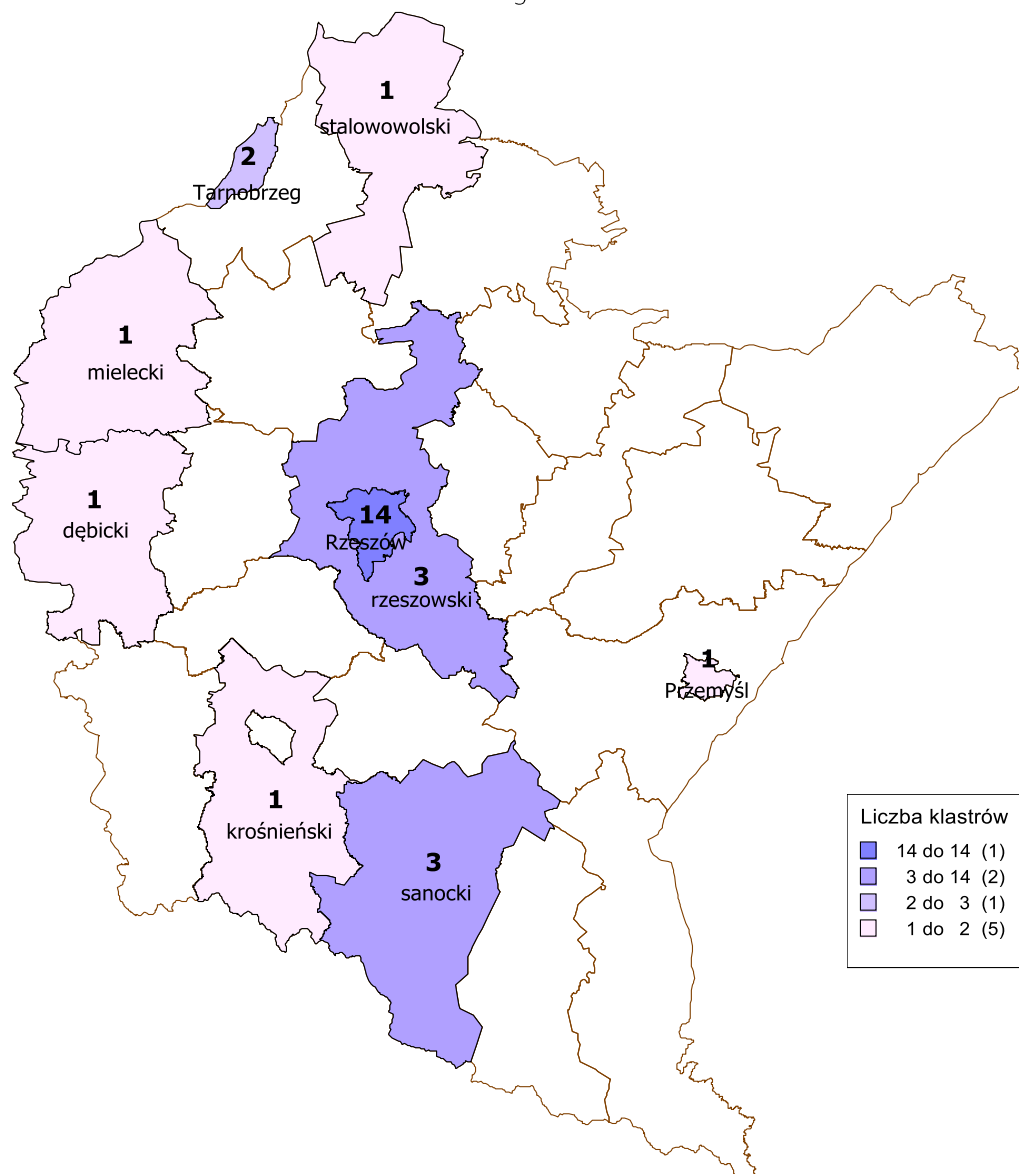 1
stalowowolski
2
Tarnobrzeg
1
mielecki
1
dębicki
14
Rzeszów
3
rzeszowski
1
Przemyśl
1
krośnieński
3
sanocki
Liczba klastrów
14 do 14 (1)
3 do 14 (2)
2 do 3 (1)
1 do 2 (5)